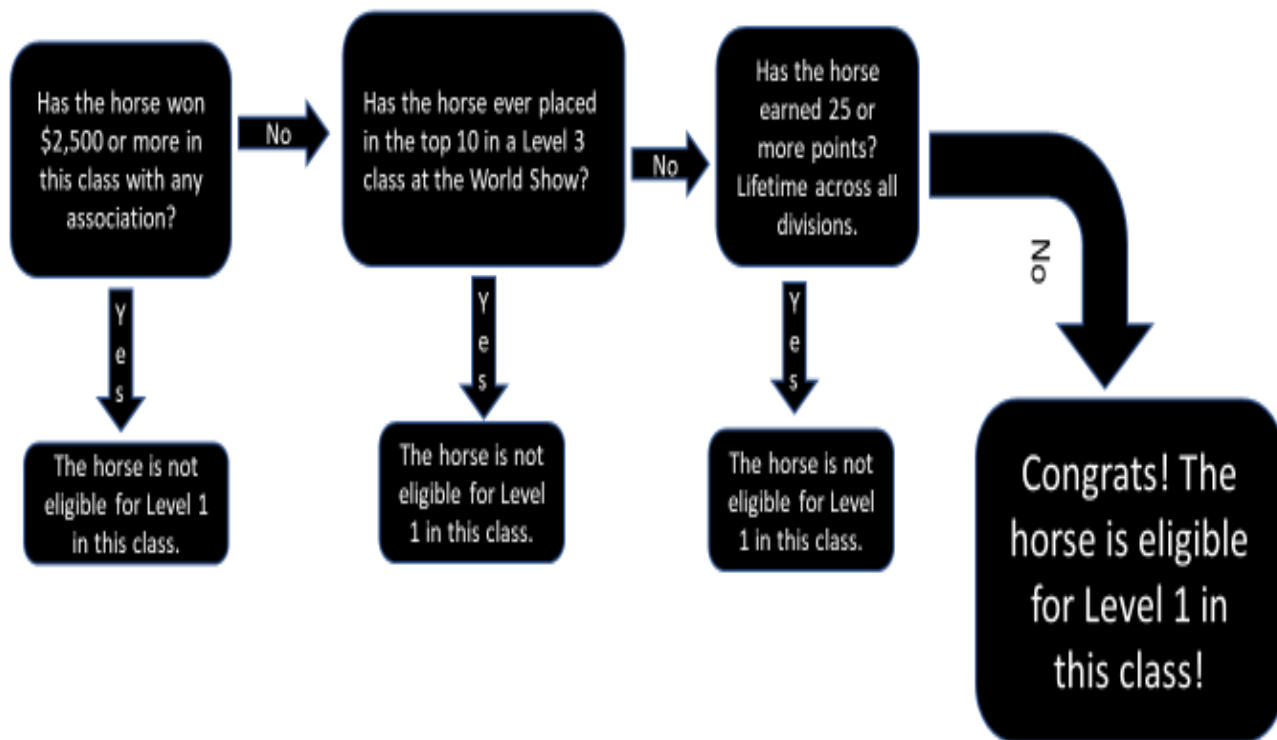 Has the horse won
$2,500 or more in
this class with any
association?
No
Has the horse ever placed
in the top 10 in a Level 3
class at the World Show?
No
Has the horse
earned 25 or
more points?
Lifetime across all
divisions.
No
Yes
Yes
Yes
The horse is not
eligible for Level 1
in this class.
The horse is not
eligible for Level
1 in this class.
The horse is not
eligible for Level
1 in this class.
Congrats! The
horse is eligible
for Level 1 in
this class!